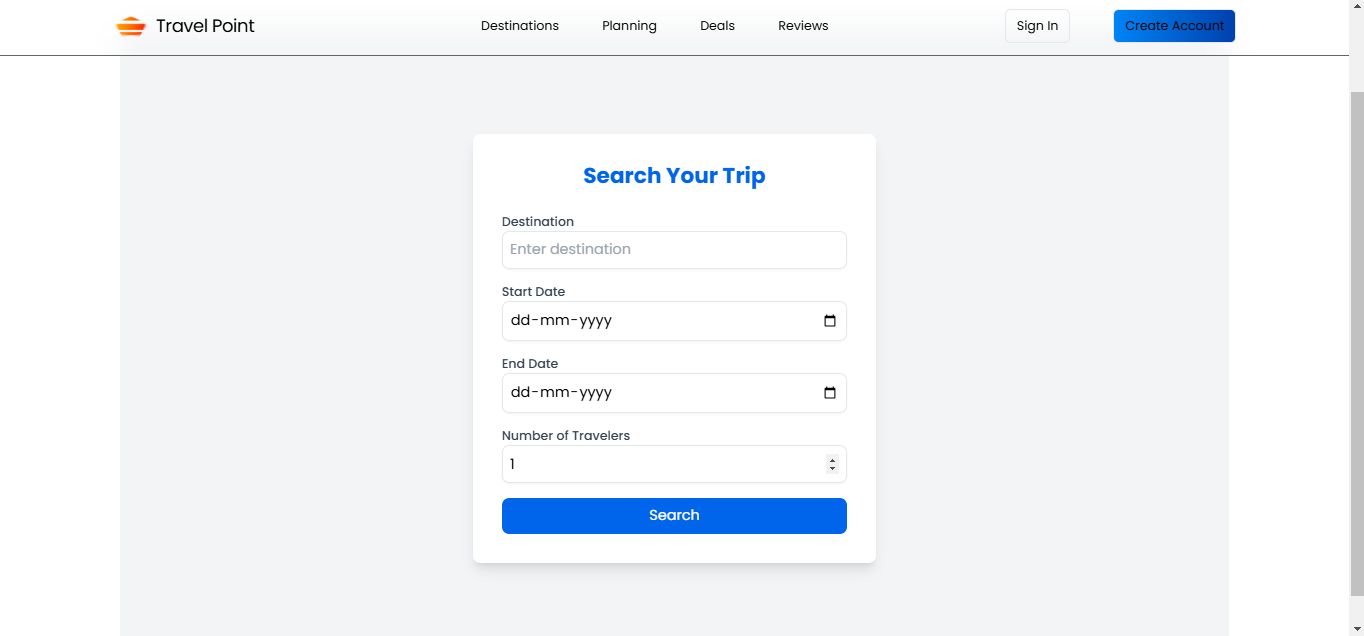 Travel Point
Destinations
Planning
Deals
Reviews
Sign In
Create Account
Search Your Trip
Destination
Enter destination
Start Date
dd-mm-yyyy
End Date
dd-mm-yyyy
Number of Travelers
1
Search